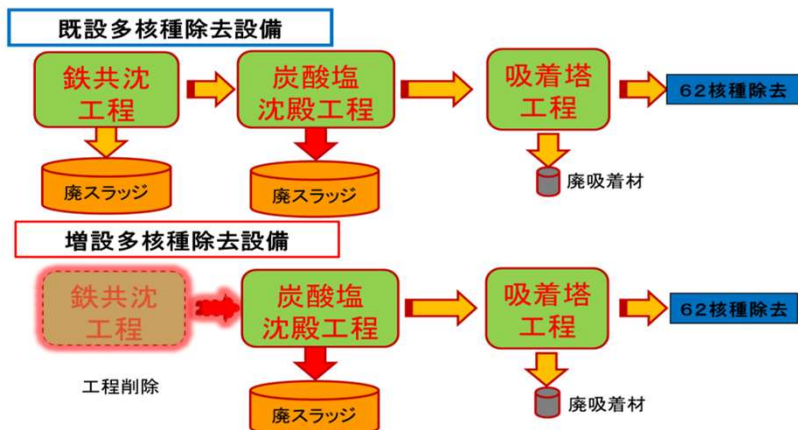 既設多核種除去設備
鉄共沈
工程
炭酸塩
沈殿工程
吸着塔
工程
62核種除去
廃スラッジ
廃スラッジ
廃吸着材
増設多核種除去設備
鉄共沈
工程
炭酸塩
沈殿工程
吸着塔
工程
62核種除去
工程削除
廃スラッジ
廃吸着材